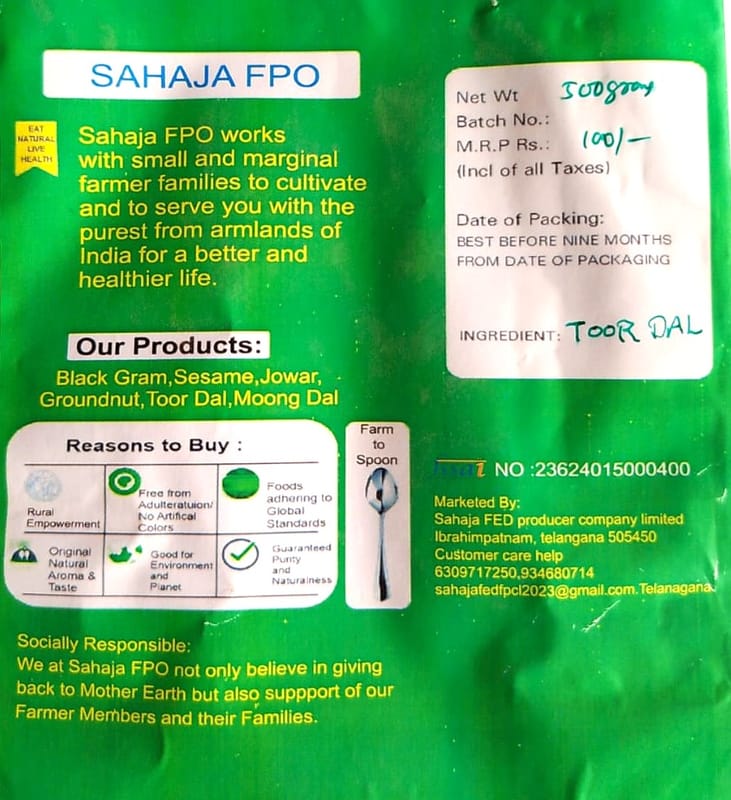 SAHAJA FPO
EAT
NATURAL
LIVE
HEALTH
Sahaja FPO works
with small and marginal
farmer families to cultivate
and to serve you with the
purest from armlands of
India for a better and
healthier life.
Net Wt 500gram
Batch No.:
M.R.P Rs.: 100/-
(Incl of all Taxes)
Date of Packing:
BEST BEFORE NINE MONTHS
FROM DATE OF PACKAGING
INGREDIENT: TOOR DAL
Our Products:
Black Gram,Sesame,Jowar,
Groundnut,Toor Dal,Moong Dal
Reasons to Buy :
Rural
Empowerment
Free from
Adulteratuion/
No Artifical
Colors
Foods
adhering to
Global
Standards
Original
Natural
Aroma &
Taste
Good for
Environment
and
Planet
Guaranteed
Purity
and
Naturalness
Farm
to
Spoon
fssai NO :23624015000400
Marketed By:
Sahaja FED producer company limited
Ibrahimpatnam, telangana 505450
Customer care help
6309717250,934680714
sahajafedfpcl2023@gmail.com.Telanagana.
Socially Responsible:
We at Sahaja FPO not only believe in giving
back to Mother Earth but also suppport of our
Farmer Members and their Families.